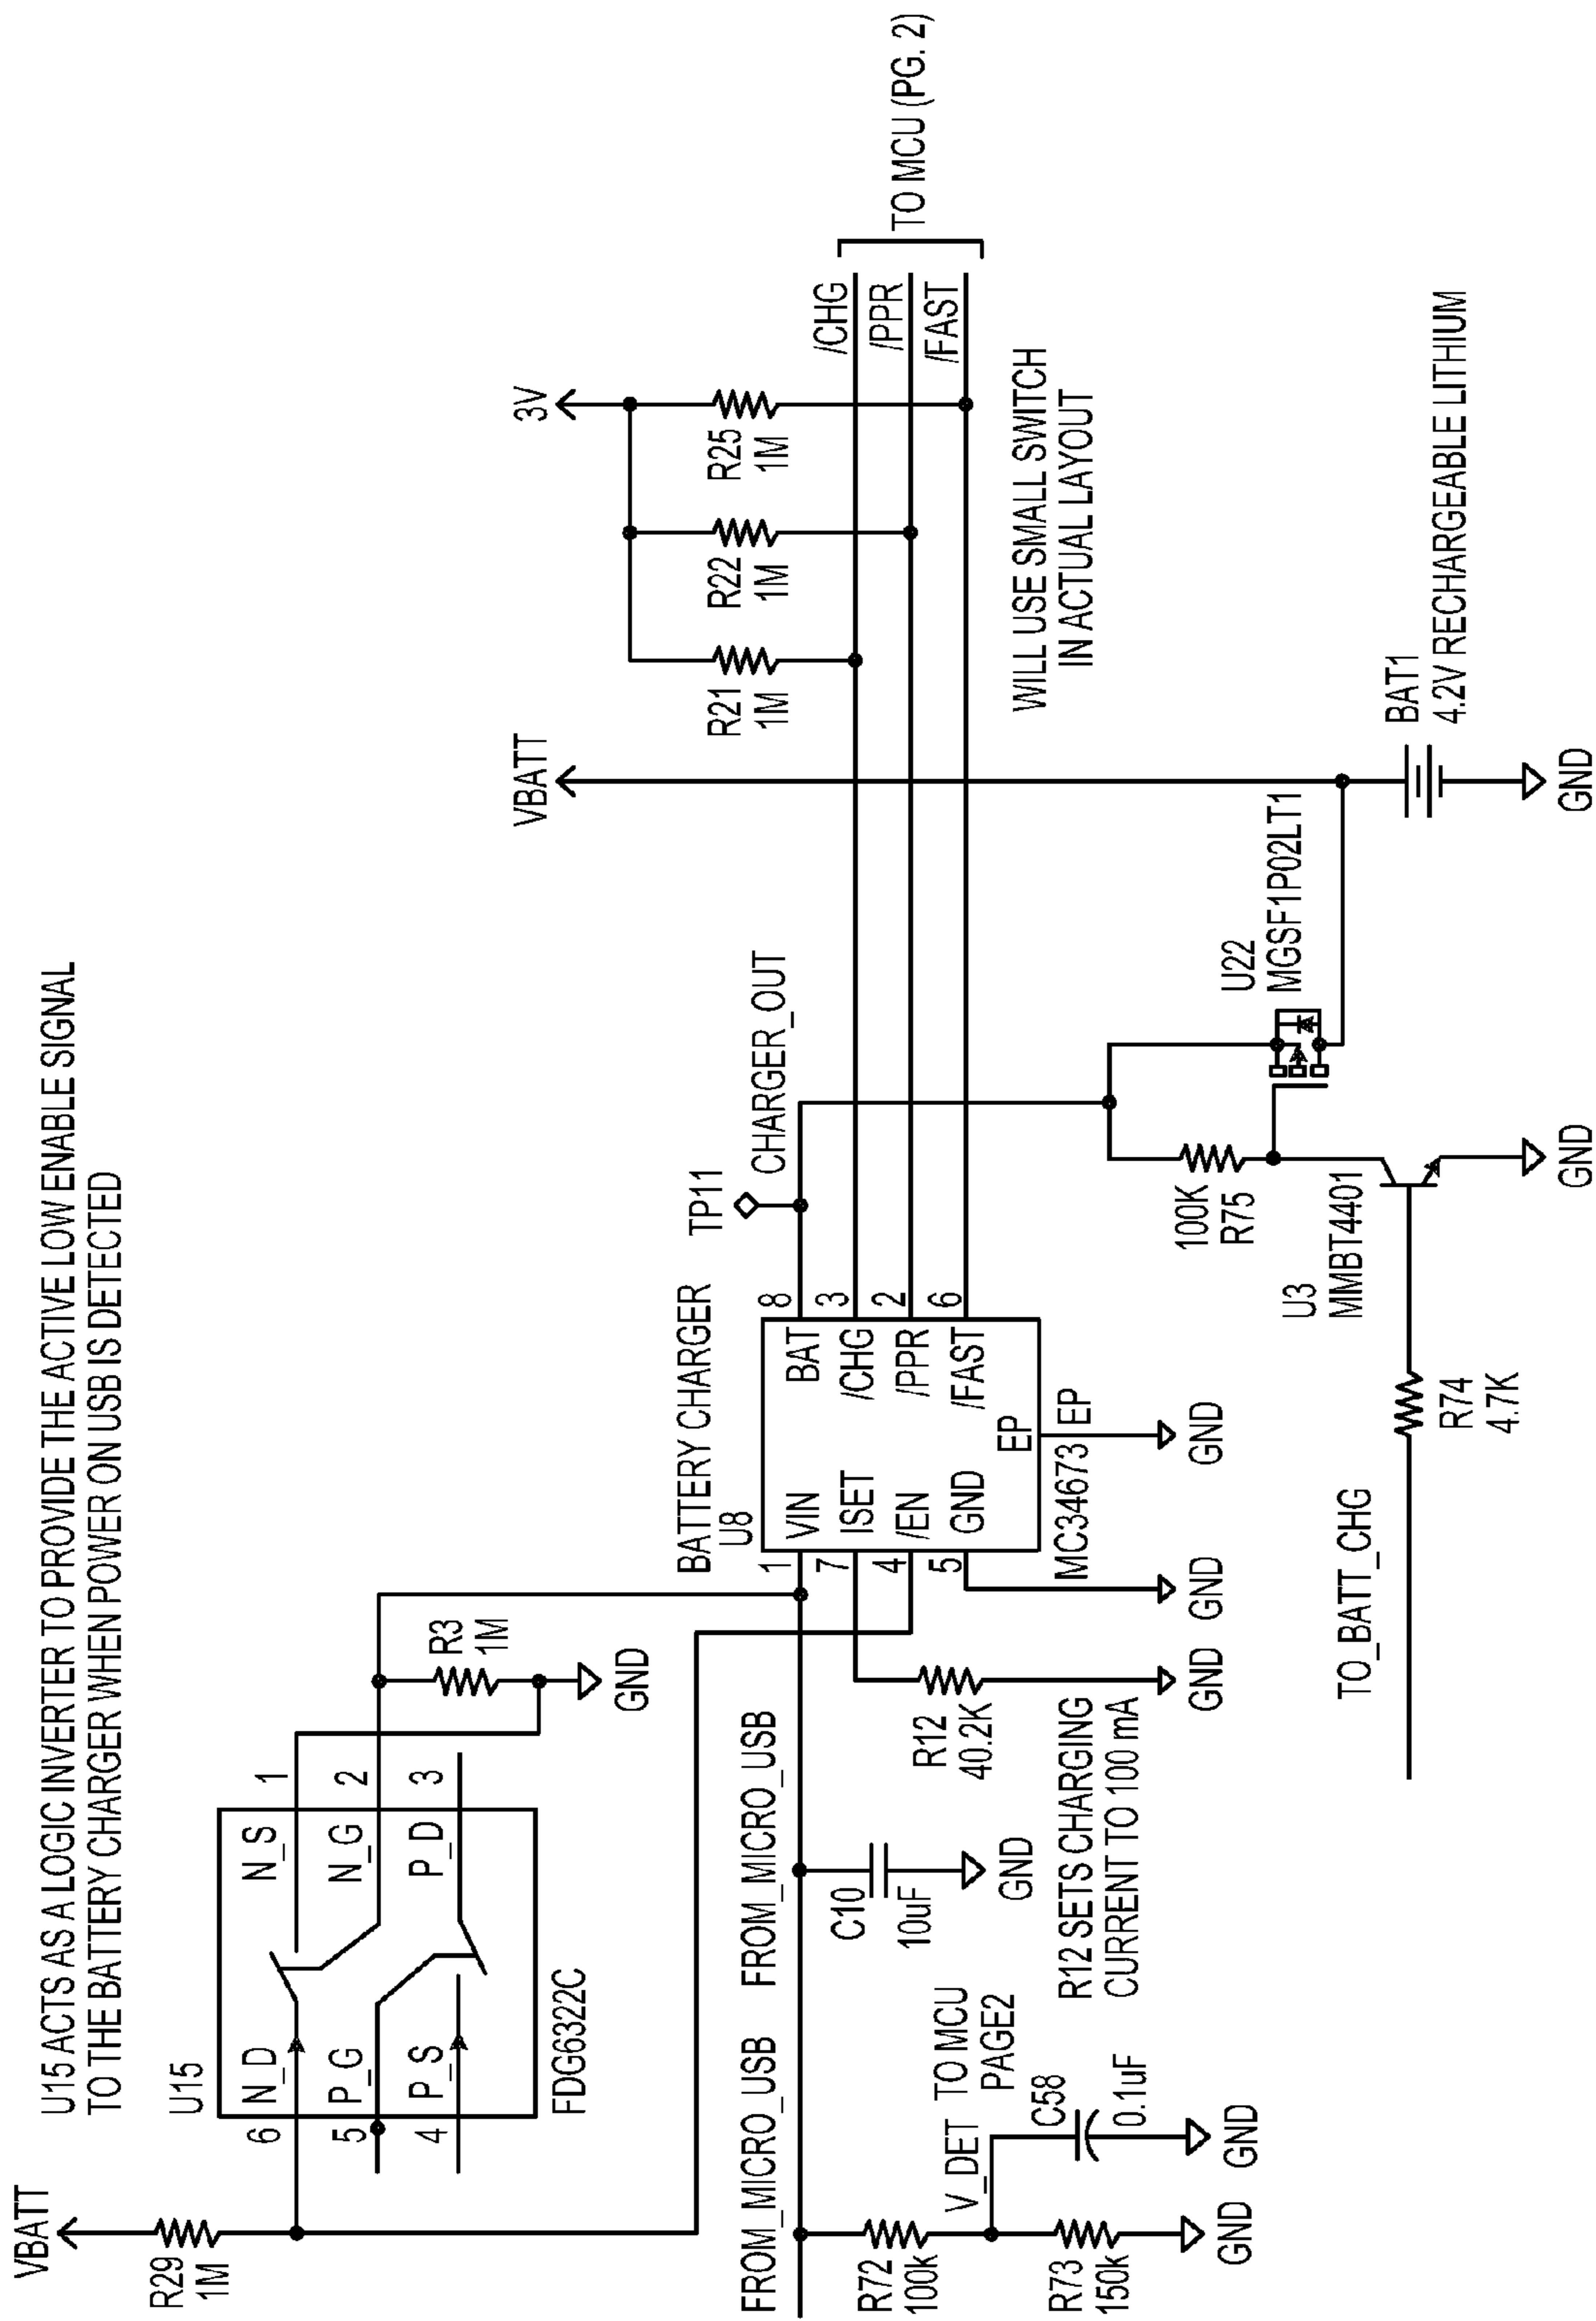 U15 ACTS AS A LOGIC INVERTER TO PROVIDE THE ACTIVE LOW ENABLE SIGNAL
TO THE BATTERY CHARGER WHEN POWER ON USB IS DETECTED
VBATT
R29
1M
U15
6
N_D
N_S
1
5
P_G
N_G
2
4
P_S
P_D
3
FDG6322C
R3
1M
GND
FROM_MICRO_USB
FROM_MICRO_USB
R72
100k
V_DET
TO MCU
PAGE2
C58
0.1uF
R73
150k
GND
GND
C10
10uF
GND
R12
40.2K
R12 SETS CHARGING
CURRENT TO 100 mA
GND
GND
BATTERY CHARGER
U8
1
VIN
BAT
8
7
ISET
/CHG
3
4
/EN
/PPR
2
5
GND
/FAST
6
EP
MC34673
EP
GND
TP11
CHARGER_OUT
VBATT
3V
R21
1M
R22
1M
R25
1M
/CHG
/PPR
/FAST
TO MCU (PG. 2)
WILL USE SMALL SWITCH
IN ACTUAL LAYOUT
100K
R75
U22
MGSF1P02LT1
U3
MMBT4401
TO_BATT_CHG
R74
4.7K
GND
BAT1
4.2V RECHARGEABLE LITHIUM
GND